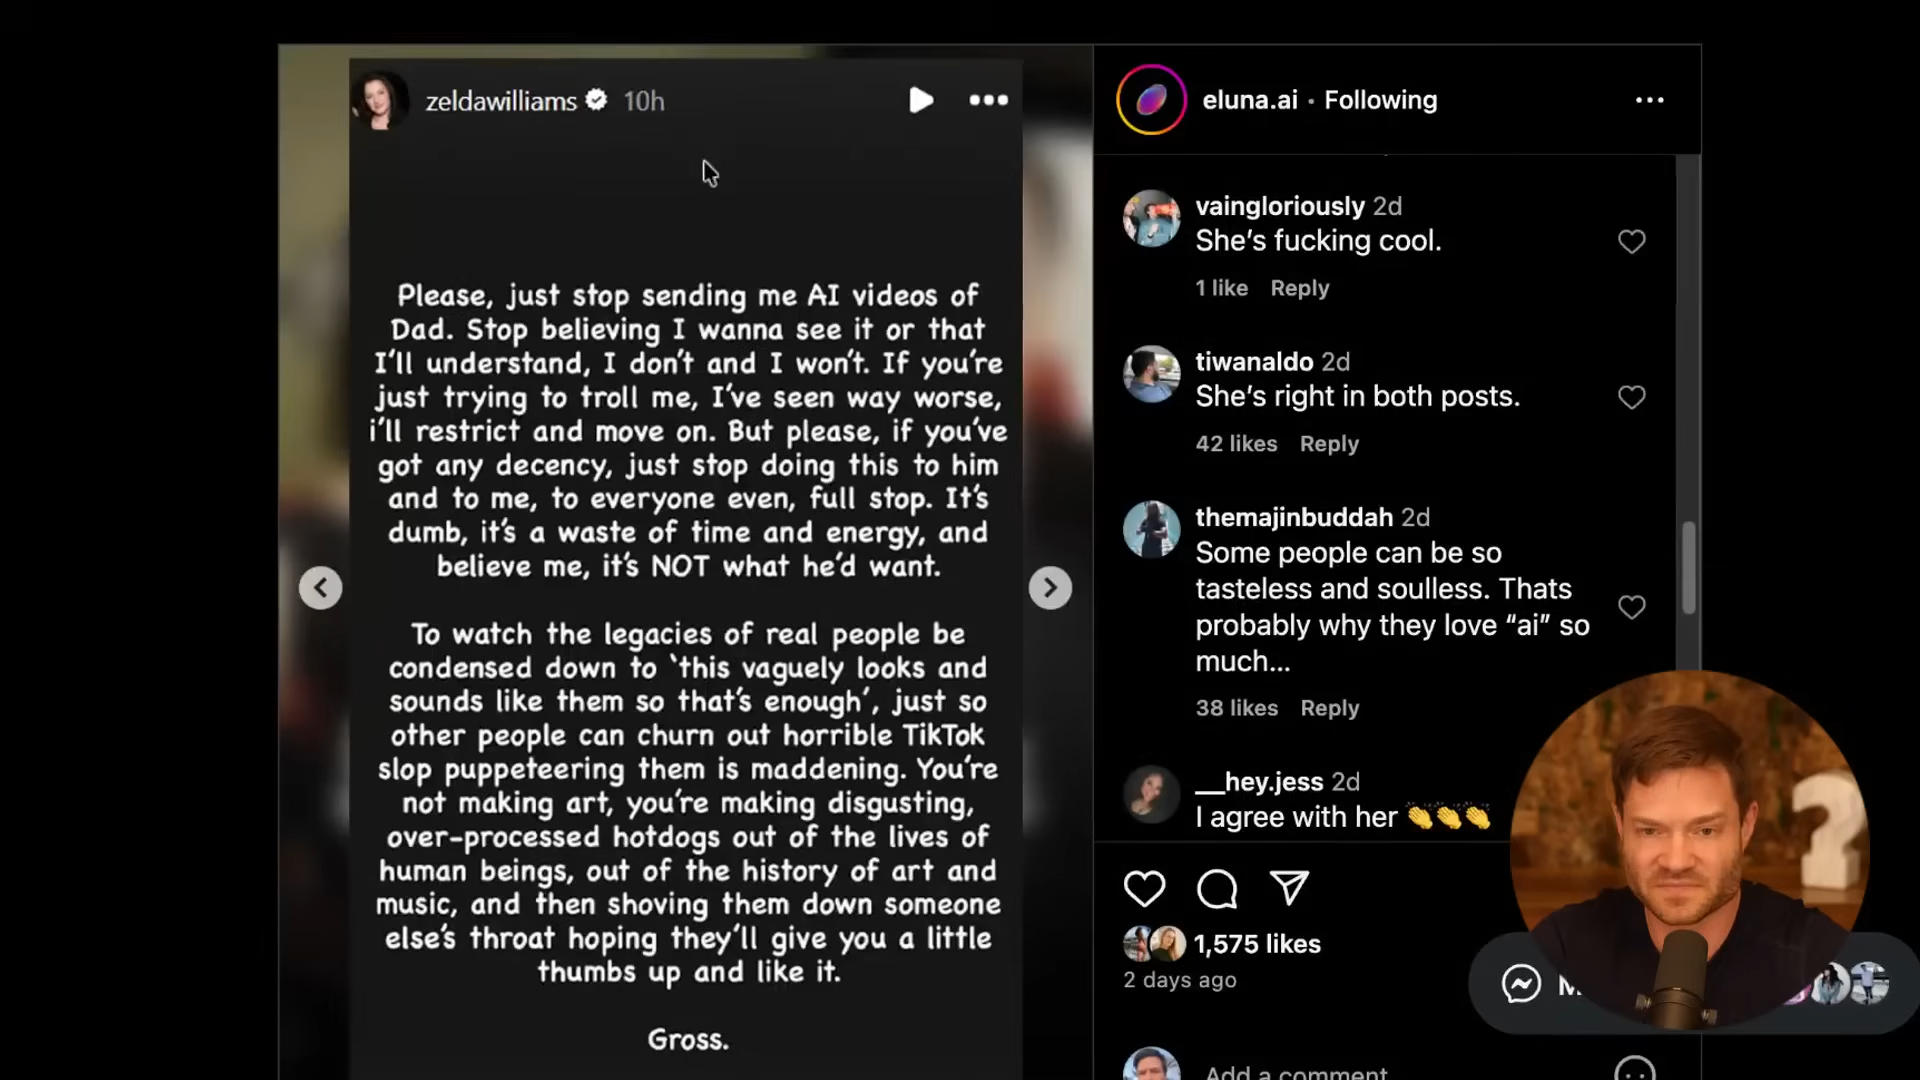 zeldawilliams 10h
Please, just stop sending me AI videos of
Dad. Stop believing I wanna see it or that
I'll understand, I don't and I won't. If you're
just trying to troll me, I've seen way worse,
i'll restrict and move on. But please, if you've
got any decency, just stop doing this to him
and to me, to everyone even, full stop. It's
dumb, it's a waste of time and energy, and
believe me, it's NOT what he'd want.
To watch the legacies of real people be
condensed down to 'this vaguely looks and
sounds like them so that's enough', just so
other people can churn out horrible TikTok
slop puppeteering them is maddening. You're
not making art, you're making disgusting,
over-processed hotdogs out of the lives of
human beings, out of the history of art and
music, and then shoving them down someone
else's throat hoping they'll give you a little
thumbs up and like it.
Gross.
eluna.ai • Following
vaingloriously 2d
She's fucking cool.
1 like Reply
tiwanaldo 2d
She's right in both posts.
42 likes Reply
themajinbuddah 2d
Some people can be so
tasteless and soulless. Thats
probably why they love “ai” so
much...
38 likes Reply
__hey.jess 2d
I agree with her 👏👏👏
1,575 likes
2 days ago
Add a comment